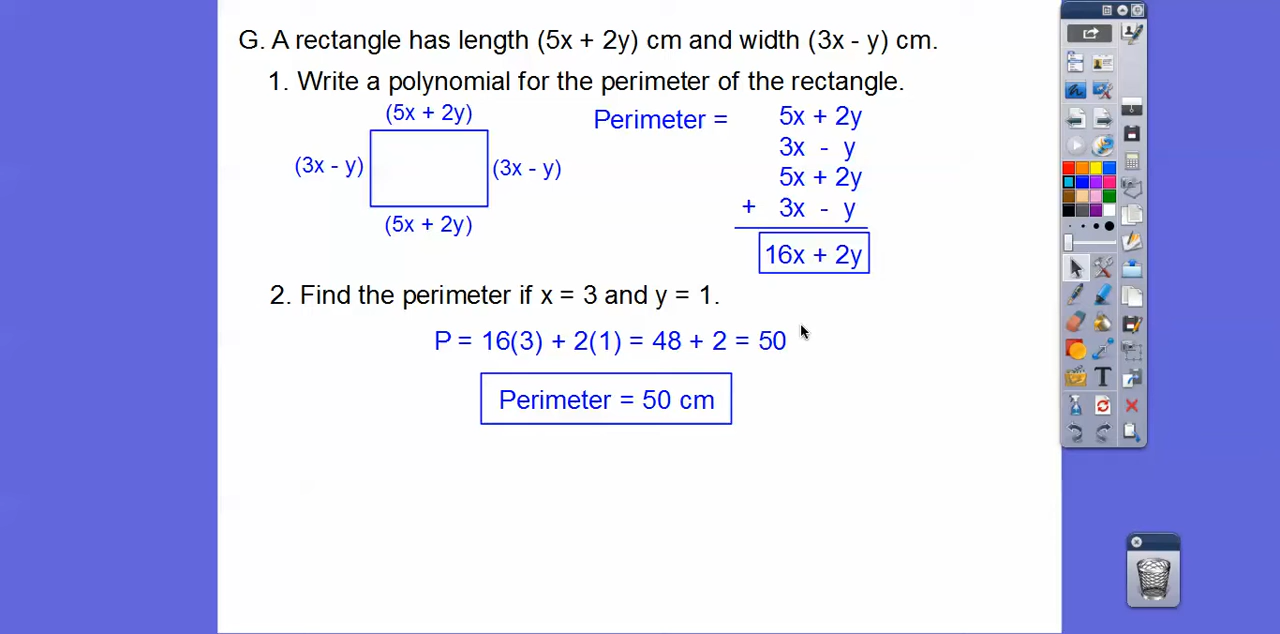 G. A rectangle has length (5x + 2y) cm and width (3x - y) cm.
1. Write a polynomial for the perimeter of the rectangle.
(5x + 2y)
(3x - y)
(3x - y)
(5x + 2y)
Perimeter =
5x + 2y
3x - y
5x + 2y
+ 3x - y
16x + 2y
2. Find the perimeter if x = 3 and y = 1.
P = 16(3) + 2(1) = 48 + 2 = 50
Perimeter = 50 cm
T